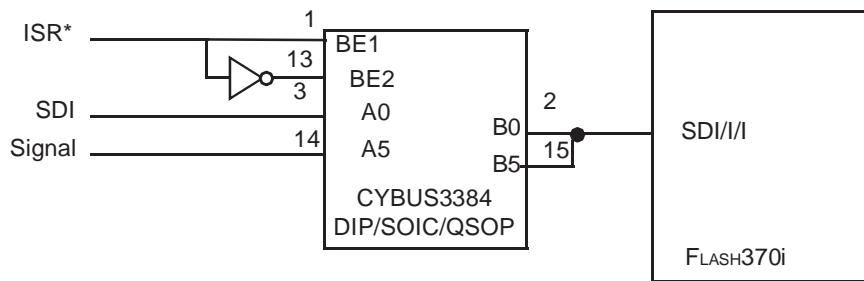 1
ISR*
BE1
13
BE2
3
SDI
A0
2
B0
SDI/I/I
14
Signal
A5
15
B5
CYBUS3384
DIP/SOIC/QSOP
FLASH370i